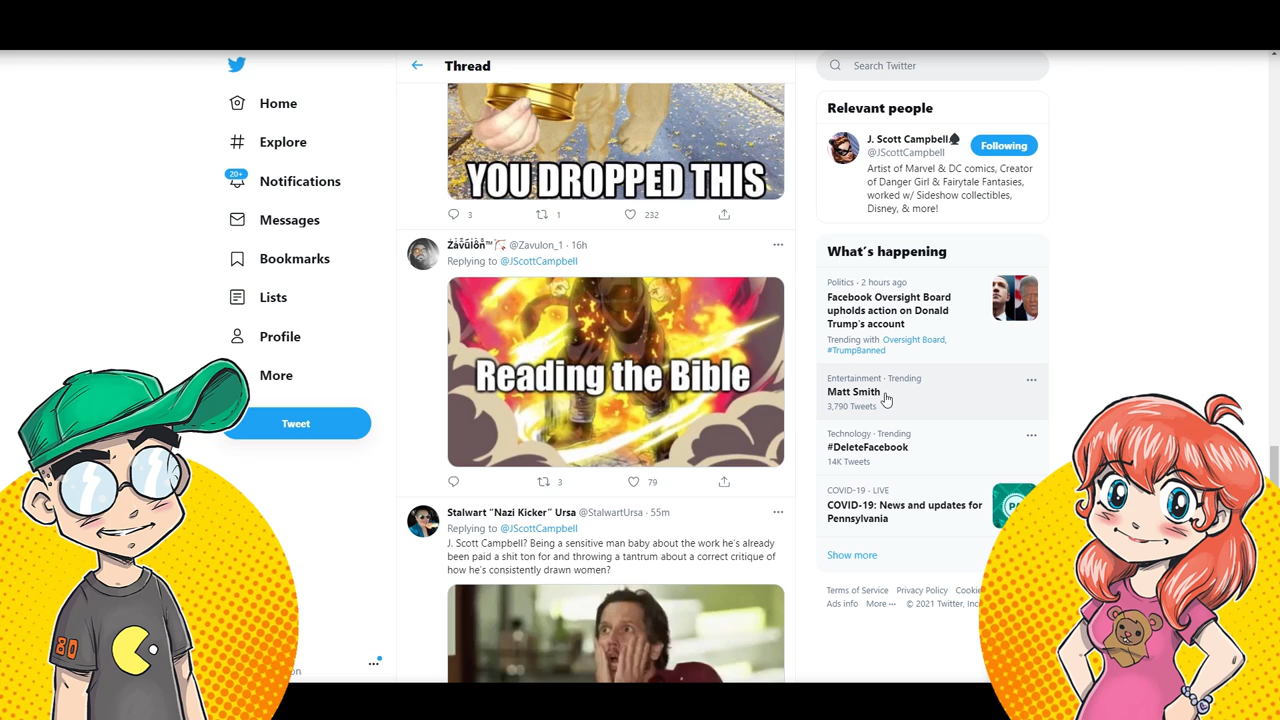 Thread
Search Twitter
Home
Explore
20+
Notifications
Messages
Bookmarks
Lists
Profile
More
Tweet
YOU DROPPED THIS
3 1 232
Żavulon™ @Zavulon_1 · 16h
Replying to @JScottCampbell
Reading the Bible
3 79
Stalwart “Nazi Kicker” Ursa @StalwartUrsa · 55m
Replying to @JScottCampbell
J. Scott Campbell? Being a sensitive man baby about the work he's already
been paid a shit ton for and throwing a tantrum about a correct critique of
how he's consistently drawn women?
Relevant people
J. Scott Campbell
@JScottCampbell
Following
Artist of Marvel & DC comics, Creator
of Danger Girl & Fairytale Fantasies,
worked w/ Sideshow collectibles,
Disney, & more!
What's happening
Politics · 2 hours ago
Facebook Oversight Board
upholds action on Donald
Trump's account
Trending with Oversight Board,
#TrumpBanned
Entertainment · Trending
Matt Smith
3,790 Tweets
Technology · Trending
#DeleteFacebook
14K Tweets
COVID-19 · LIVE
COVID-19: News and updates for
Pennsylvania
Show more
Terms of Service Privacy Policy Cookie
Ads info More ··· © 2021 Twitter, Inc
80
on